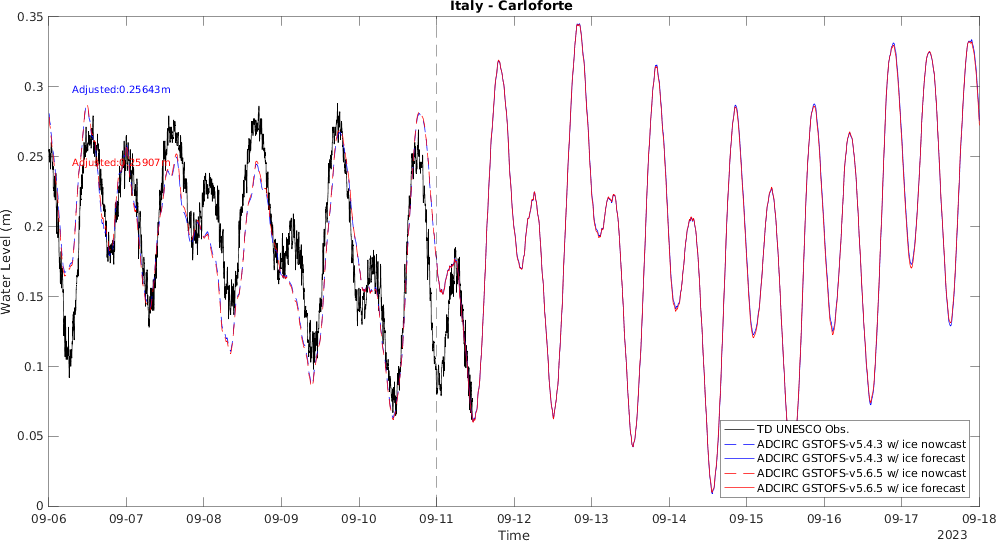 Italy - Carloforte
Water Level (m)
0.35
0.3
0.25
0.2
0.15
0.1
0.05
0
Adjusted:0.25643m
Adjusted:0.25907m
TD UNESCO Obs.
ADCIRC GSTOFS-v5.4.3 w/ ice nowcast
ADCIRC GSTOFS-v5.4.3 w/ ice forecast
ADCIRC GSTOFS-v5.6.5 w/ ice nowcast
ADCIRC GSTOFS-v5.6.5 w/ ice forecast
09-06 09-07 09-08 09-09 09-10 09-11 09-12 09-13 09-14 09-15 09-16 09-17 09-18
Time
2023